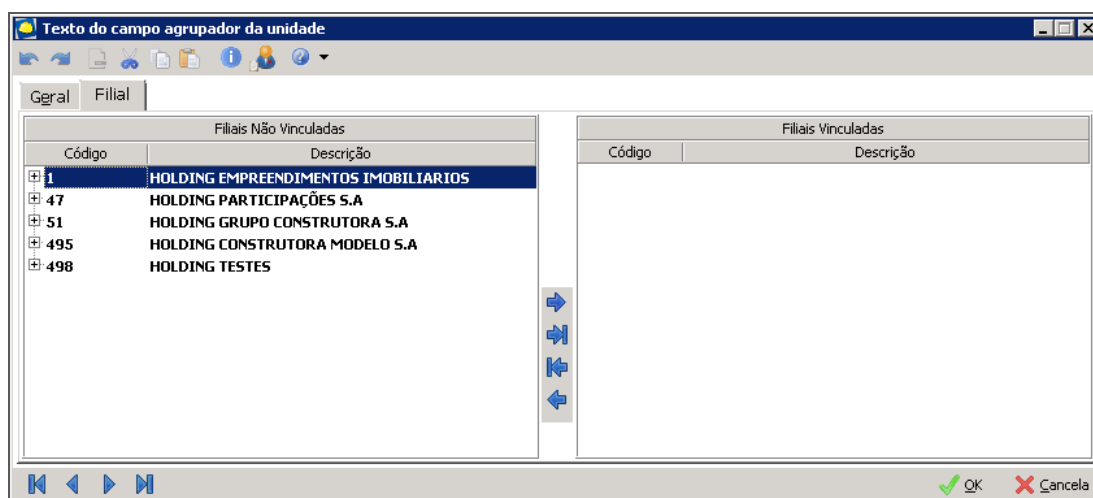 Texto do campo agrupador da unidade
Geral Filial
Filiais Não Vinculadas
Código Descrição
1 HOLDING EMPREENDIMENTOS IMOBILIARIOS
47 HOLDING PARTICIPAÇÕES S.A
51 HOLDING GRUPO CONSTRUTORA S.A
495 HOLDING CONSTRUTORA MODELO S.A
498 HOLDING TESTES
Filiais Vinculadas
Código Descrição
OK Cancela